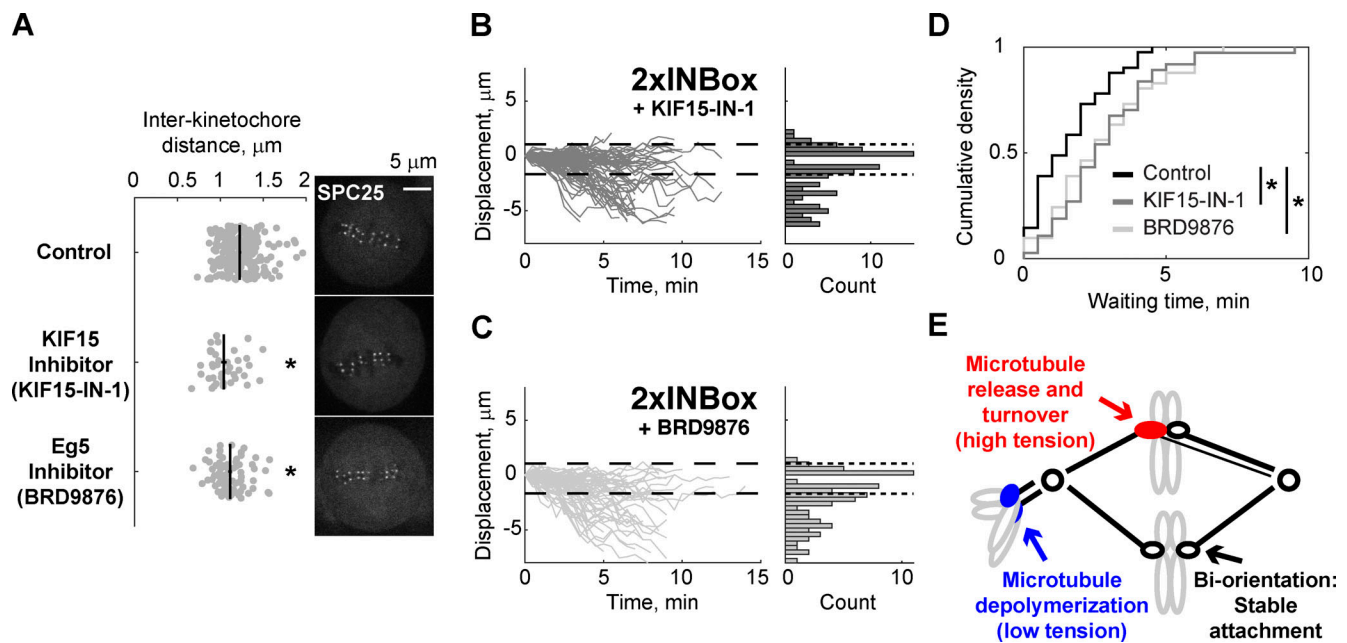 A
Inter-kinetochore
distance, μm
0 0.5 1 1.5 2
5 μm
SPC25
Control
KIF15
Inhibitor
(KIF15-IN-1)
*
Eg5
Inhibitor
(BRD9876)
*
B
2xINBox
+ KIF15-IN-1
Displacement, μm
5
0
-5
0 5 10 15
Time, min
0 5 10 15
Count
C
2xINBox
+ BRD9876
Displacement, μm
5
0
-5
0 5 10 15
Time, min
0 5 10
Count
D
Cumulative density
1
0.5
0
Control
KIF15-IN-1
BRD9876
*
*
0 5 10
Waiting time, min
E
Microtubule
release and
turnover
(high tension)
Microtubule
depolymerization
(low tension)
Bi-orientation:
Stable
attachment